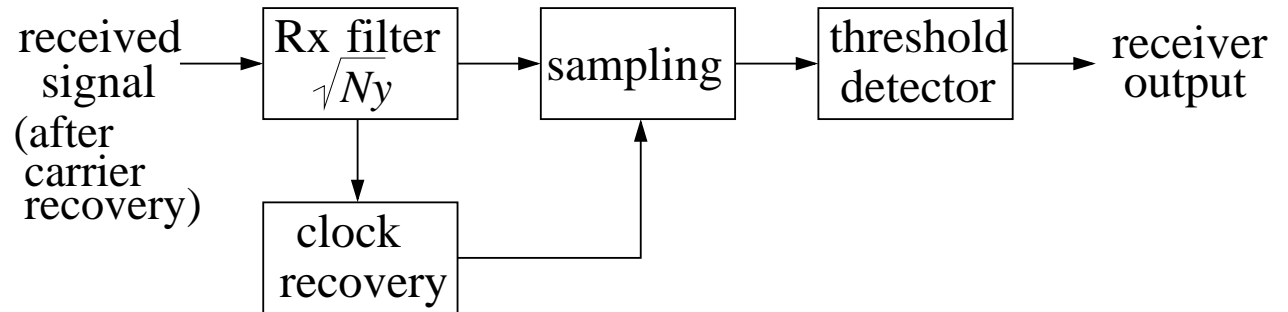 received
signal
(after
carrier
recovery)
Rx filter
√Ny
sampling
threshold
detector
receiver
output
clock
recovery